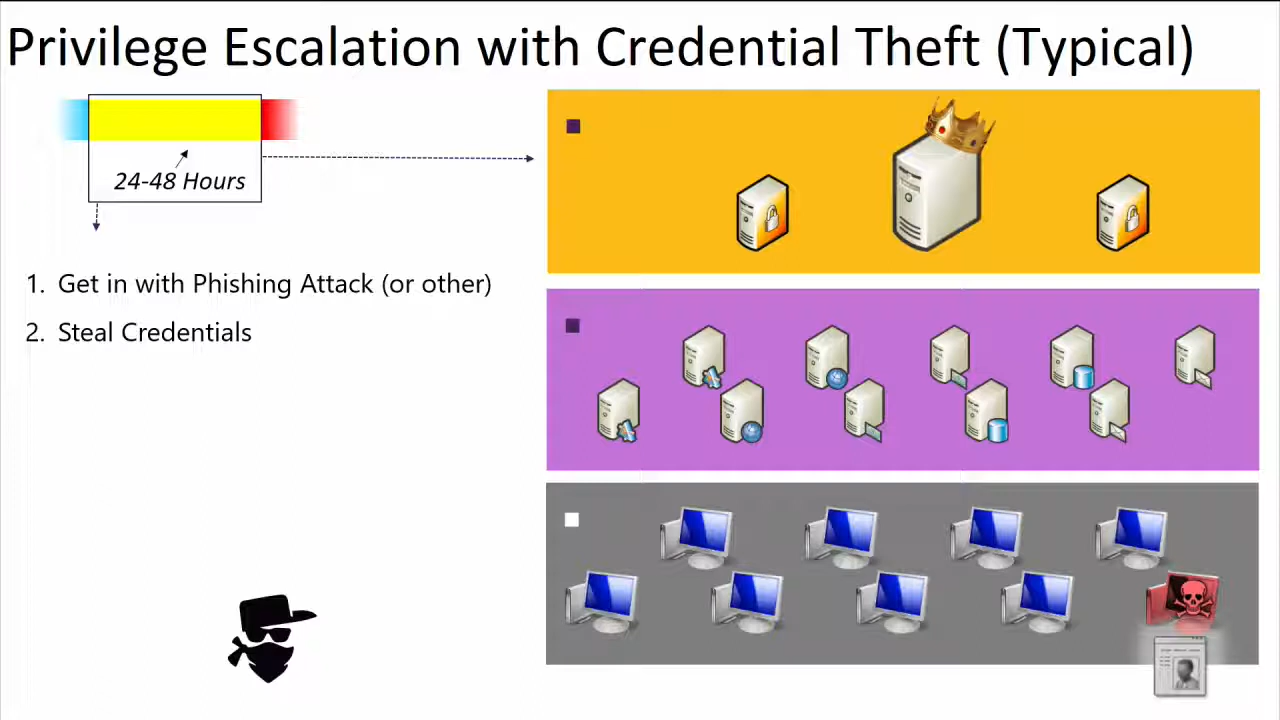 Privilege Escalation with Credential Theft (Typical)
24-48 Hours
1. Get in with Phishing Attack (or other)
2. Steal Credentials